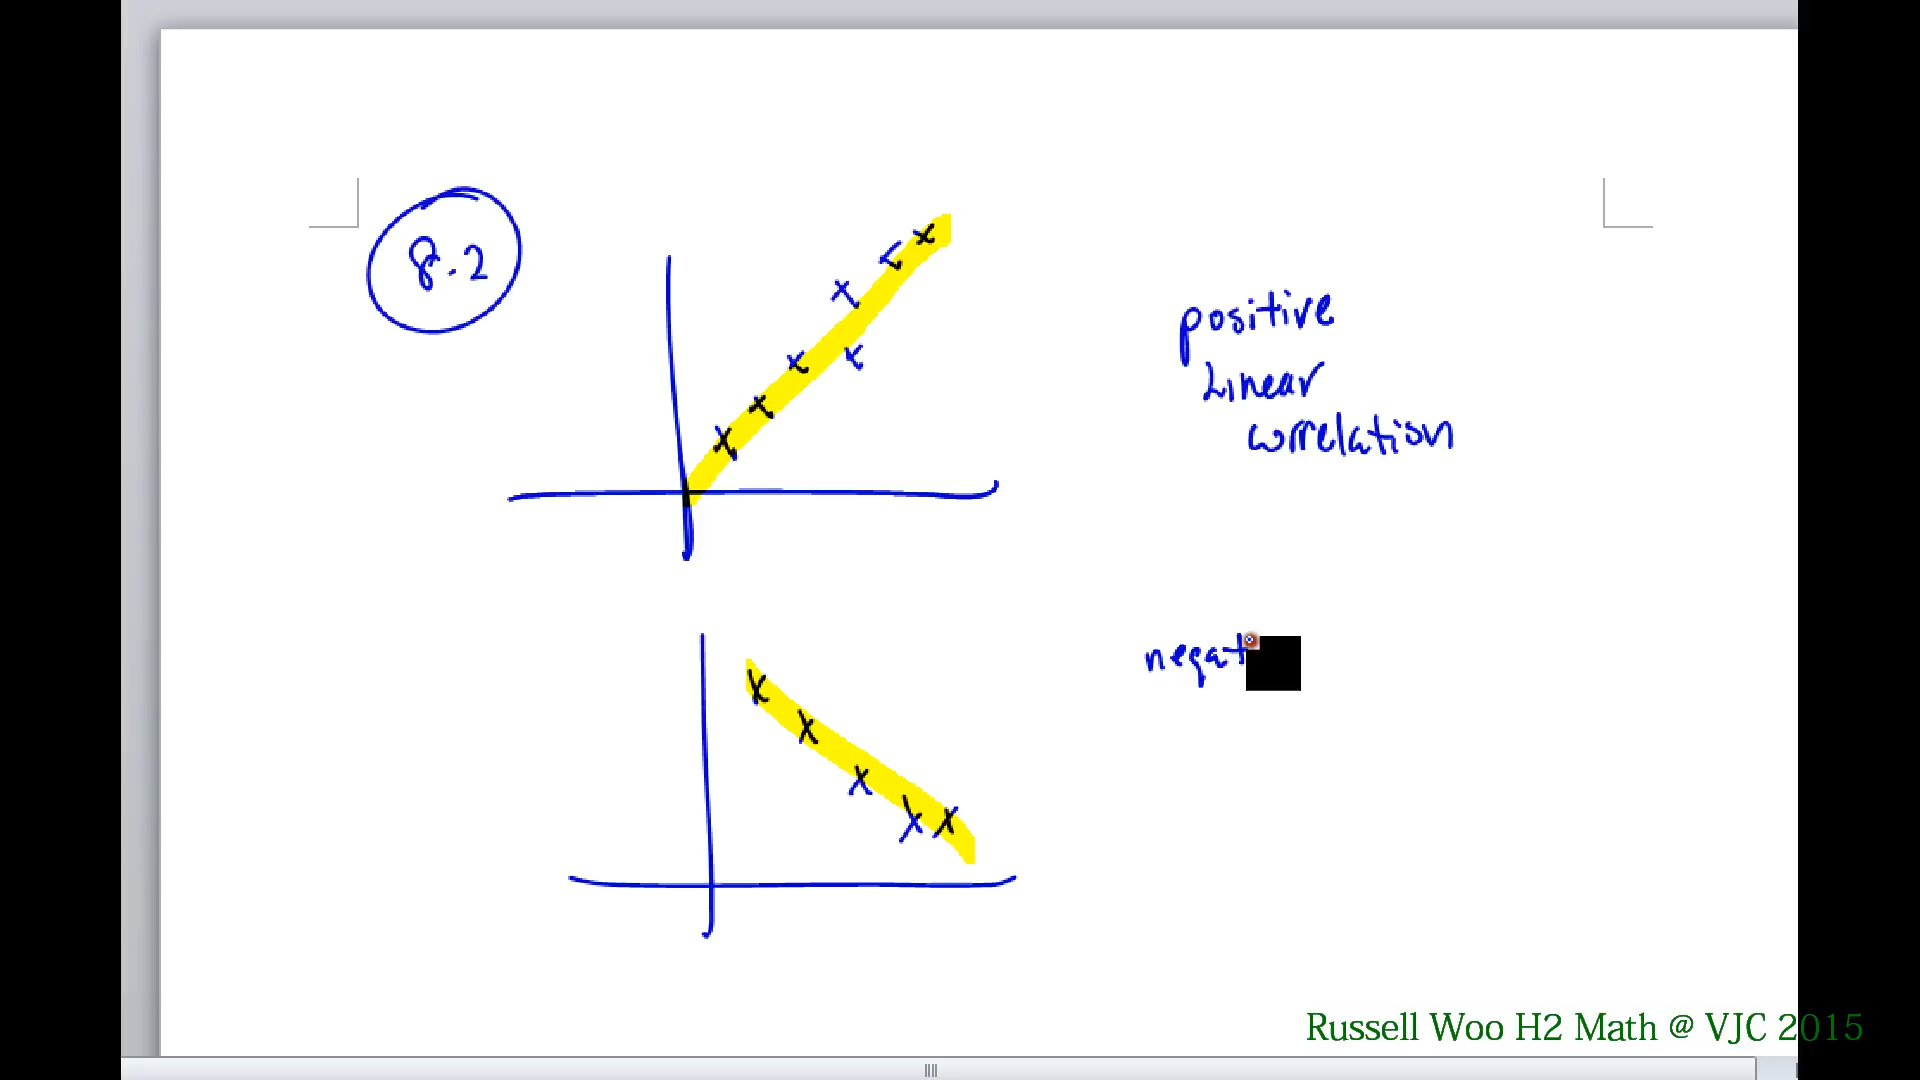 8.2
positive
Linear
correlation
negat
Russell Woo H2 Math @ VJC 2015